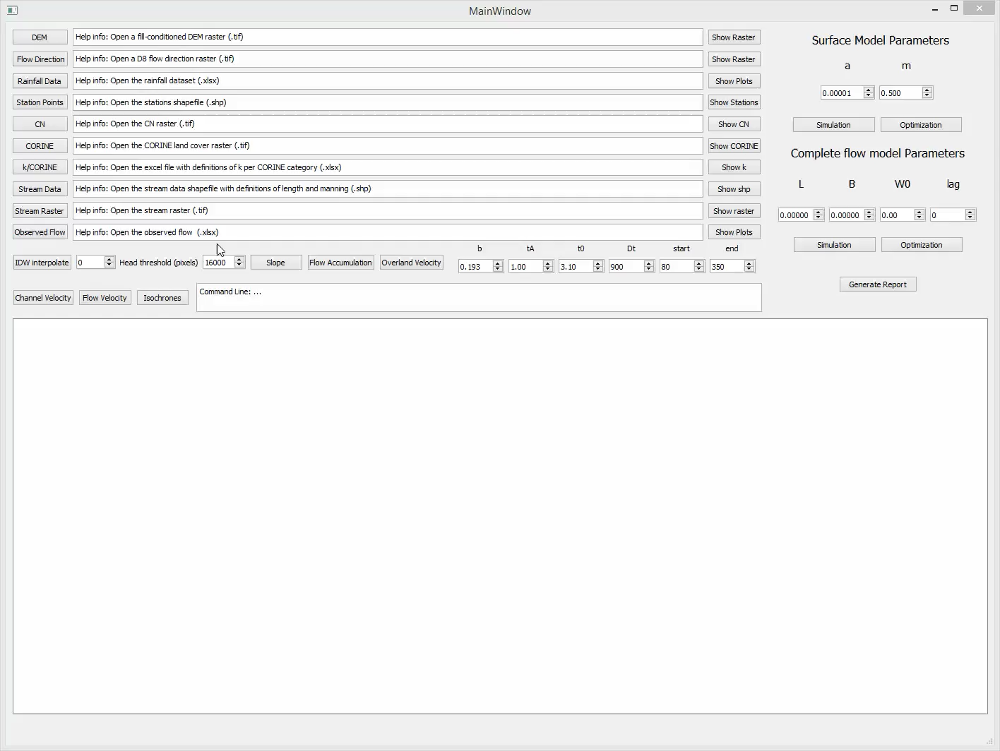 MainWindow
DEM Help info: Open a fill-conditioned DEM raster (.tif) Show Raster
Flow Direction Help info: Open a D8 flow direction raster (.tif) Show Raster
Rainfall Data Help info: Open the rainfall dataset (.xlsx) Show Plots
Station Points Help info: Open the stations shapefile (.shp) Show Stations
CN Help info: Open the CN raster (.tif) Show CN
CORINE Help info: Open the CORINE land cover raster (.tif) Show CORINE
k/CORINE Help info: Open the excel file with definitions of k per CORINE category (.xlsx) Show k
Stream Data Help info: Open the stream data shapefile with definitions of length and manning (.shp) Show shp
Stream Raster Help info: Open the stream raster (.tif) Show raster
Observed Flow Help info: Open the observed flow  (.xlsx) Show Plots
b tA t0 Dt start end
IDW interpolate 0 Head threshold (pixels) 16000 Slope Flow Accumulation Overland Velocity 0.193 1.00 3.10 900 80 350
Channel Velocity Flow Velocity Isochrones Command Line: ...
Surface Model Parameters
a m
0.00001 0.500
Simulation Optimization
Complete flow model Parameters
L B W0 lag
0.00000 0.00000 0.00 0
Simulation Optimization
Generate Report